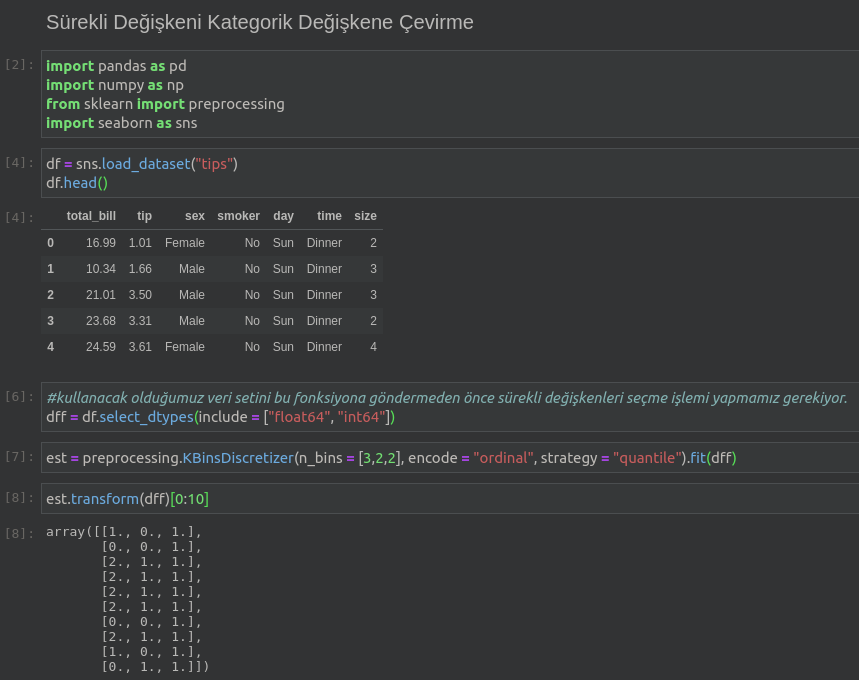 Sürekli Değişkeni Kategorik Değişkene Çevirme
[2]: import pandas as pd
import numpy as np
from sklearn import preprocessing
import seaborn as sns
[4]: df = sns.load_dataset("tips")
df.head()
[4]: total_bill tip sex smoker day time size
0 16.99 1.01 Female No Sun Dinner 2
1 10.34 1.66 Male No Sun Dinner 3
2 21.01 3.50 Male No Sun Dinner 3
3 23.68 3.31 Male No Sun Dinner 2
4 24.59 3.61 Female No Sun Dinner 4
[6]: #kullanacak olduğumuz veri setini bu fonksiyona göndermeden önce sürekli değişkenleri seçme işlemi yapmamız gerekiyor.
dff = df.select_dtypes(include = ["float64", "int64"])
[7]: est = preprocessing.KBinsDiscretizer(n_bins = [3,2,2], encode = "ordinal", strategy = "quantile").fit(dff)
[8]: est.transform(dff)[0:10]
[8]: array([[1., 0., 1.],
[0., 0., 1.],
[2., 1., 1.],
[2., 1., 1.],
[2., 1., 1.],
[2., 1., 1.],
[0., 0., 1.],
[2., 1., 1.],
[1., 0., 1.],
[0., 1., 1.]])